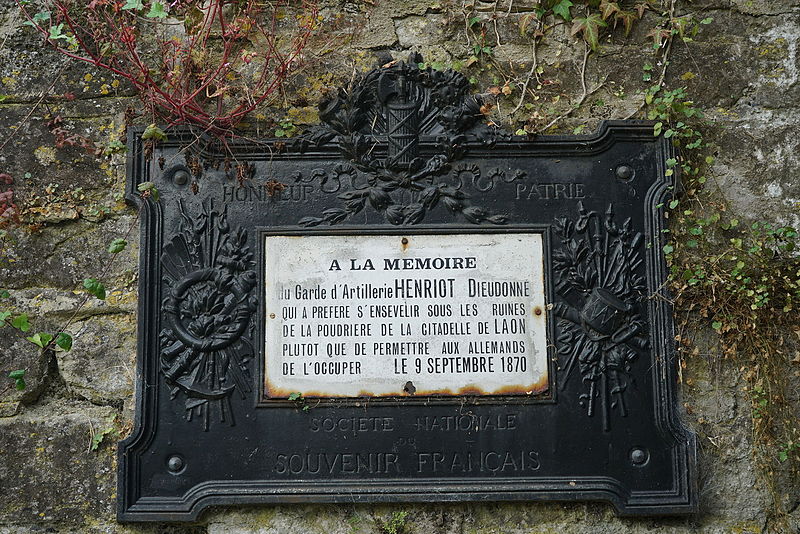 HONNEUR PATRIE
A LA MEMOIRE
du Garde d'Artillerie HENRIOT DIEUDONNE
QUI A PREFERE S'ENSEVELIR SOUS LES RUINES
DE LA POUDRIERE DE LA CITADELLE DE LAON
PLUTOT QUE DE PERMETTRE AUX ALLEMANDS
DE L'OCCUPER LE 9 SEPTEMBRE 1870
SOCIETE NATIONALE
DU
SOUVENIR FRANÇAIS